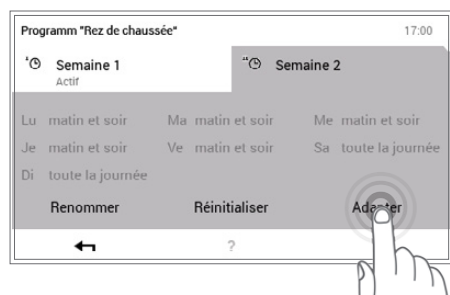 Programm "Rez de chaussée" 17:00
Semaine 1 Semaine 2
Actif
Lu matin et soir Ma matin et soir Me matin et soir
Je matin et soir Ve matin et soir Sa toute la journée
Di toute la journée
Renommer Réinitialiser Adapter
?